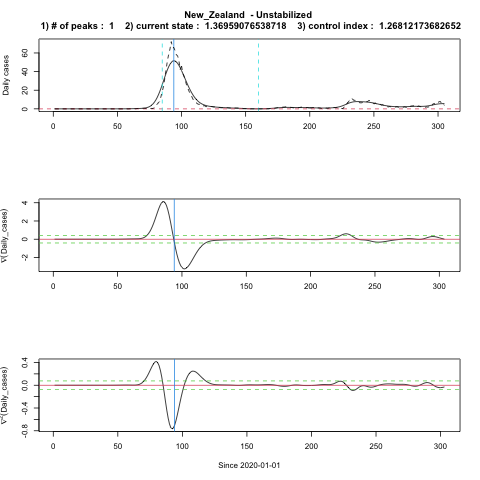 New_Zealand - Unstabilized
1) # of peaks : 1 2) current state : 1.36959076538718 3) control index : 1.26812173682652
Daily cases
60
40
20
0
0 50 100 150 200 250 300
∇(Daily_cases)
4
2
0
-2
0 50 100 150 200 250 300
∇²(Daily_cases)
0.4
0.0
-0.4
-0.8
0 50 100 150 200 250 300
Since 2020-01-01